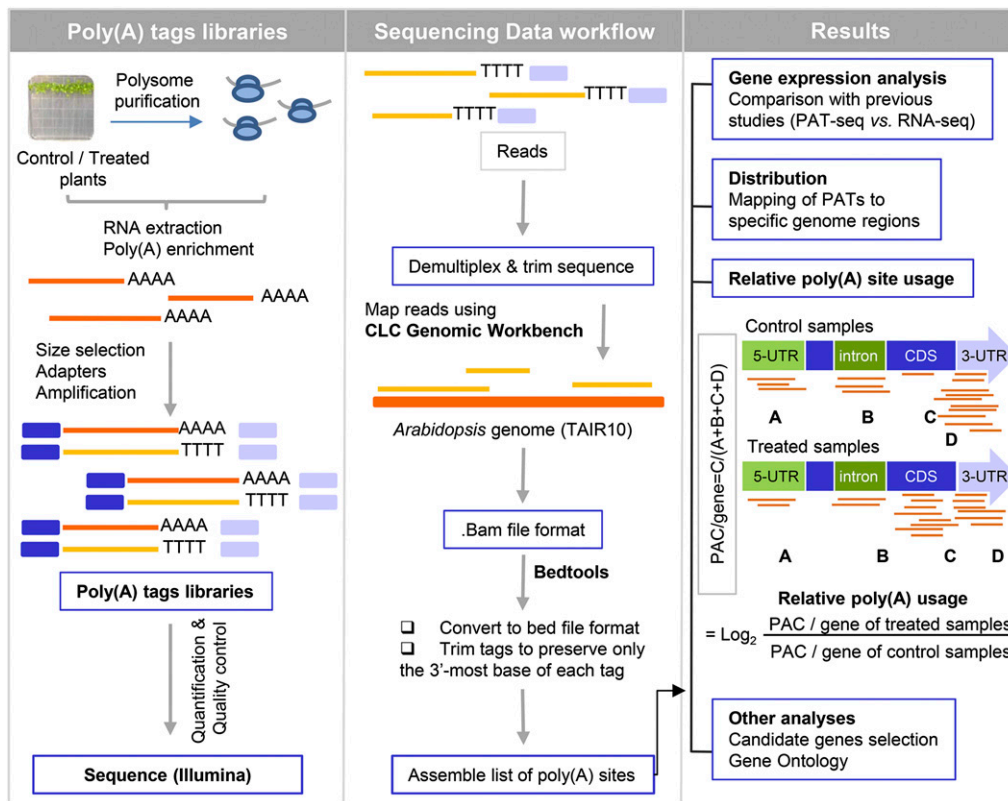 Poly(A) tags libraries
Polysome
purification
Control / Treated
plants
RNA extraction
Poly(A) enrichment
AAAA
AAAA
AAAA
Size selection
Adapters
Amplification
AAAA
TTTT
AAAA
TTTT
AAAA
TTTT
Poly(A) tags libraries
Quantification &
Quality control
Sequence (Illumina)
Sequencing Data workflow
TTTT
TTTT
TTTT
Reads
Demultiplex & trim sequence
Map reads using
CLC Genomic Workbench
Arabidopsis genome (TAIR10)
.Bam file format
Bedtools
❑ Convert to bed file format
❑ Trim tags to preserve only
the 3'-most base of each tag
Assemble list of poly(A) sites
Results
Gene expression analysis
Comparison with previous
studies (PAT-seq vs. RNA-seq)
Distribution
Mapping of PATs to
specific genome regions
Relative poly(A) site usage
PAC/gene=C/(A+B+C+D)
Control samples
5-UTR intron CDS 3-UTR
A B C
D
Treated samples
5-UTR intron CDS 3-UTR
A B C D
Relative poly(A) usage
= Log2 PAC / gene of treated samples
PAC / gene of control samples
Other analyses
Candidate genes selection
Gene Ontology